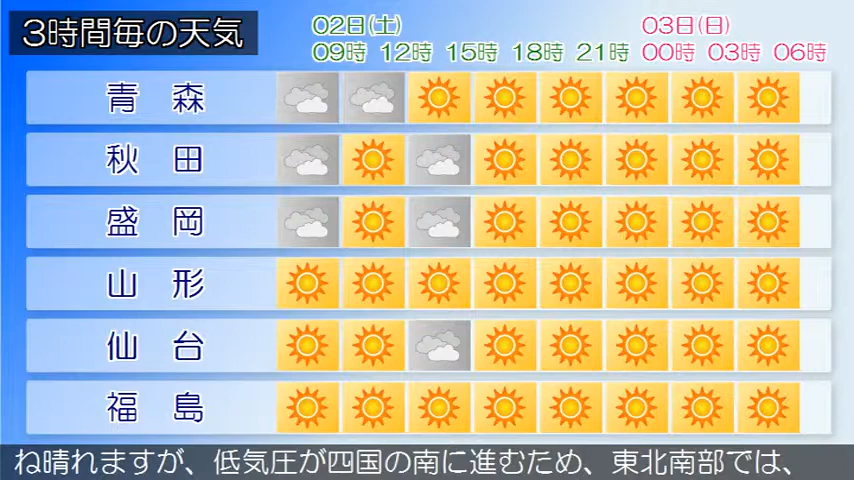 3時間毎の天気
02日(土) 03日(日)
09時 12時 15時 18時 21時 00時 03時 06時
青森
秋田
盛岡
山形
仙台
福島
ね晴れますが、低気圧が四国の南に進むため、東北南部では、